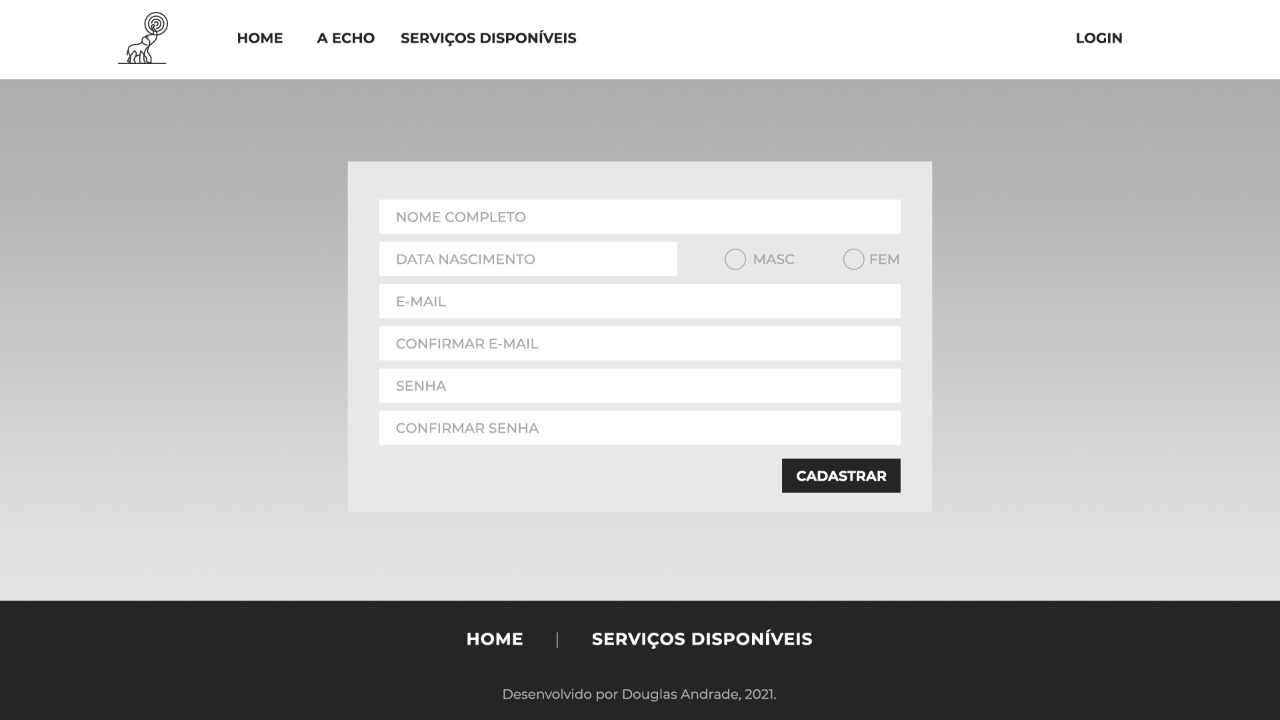 HOME A ECHO SERVIÇOS DISPONÍVEIS LOGIN
NOME COMPLETO
DATA NASCIMENTO MASC FEM
E-MAIL
CONFIRMAR E-MAIL
SENHA
CONFIRMAR SENHA
CADASTRAR
HOME | SERVIÇOS DISPONÍVEIS
Desenvolvido por Douglas Andrade, 2021.